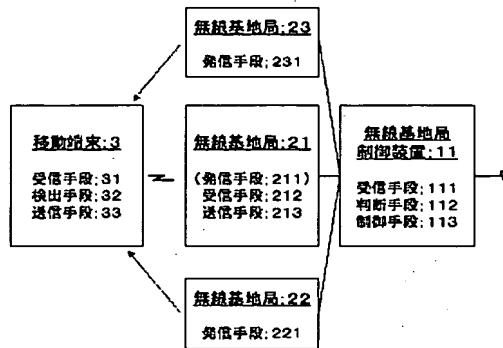 無線基地局:23
発信手段;231
移動端末:3
受信手段;31
検出手段;32
送信手段;33
無線基地局:21
(発信手段;211)
受信手段;212
送信手段;213
無線基地局
制御装置:11
受信手段;111
判断手段;112
制御手段;113
無線基地局:22
発信手段;221